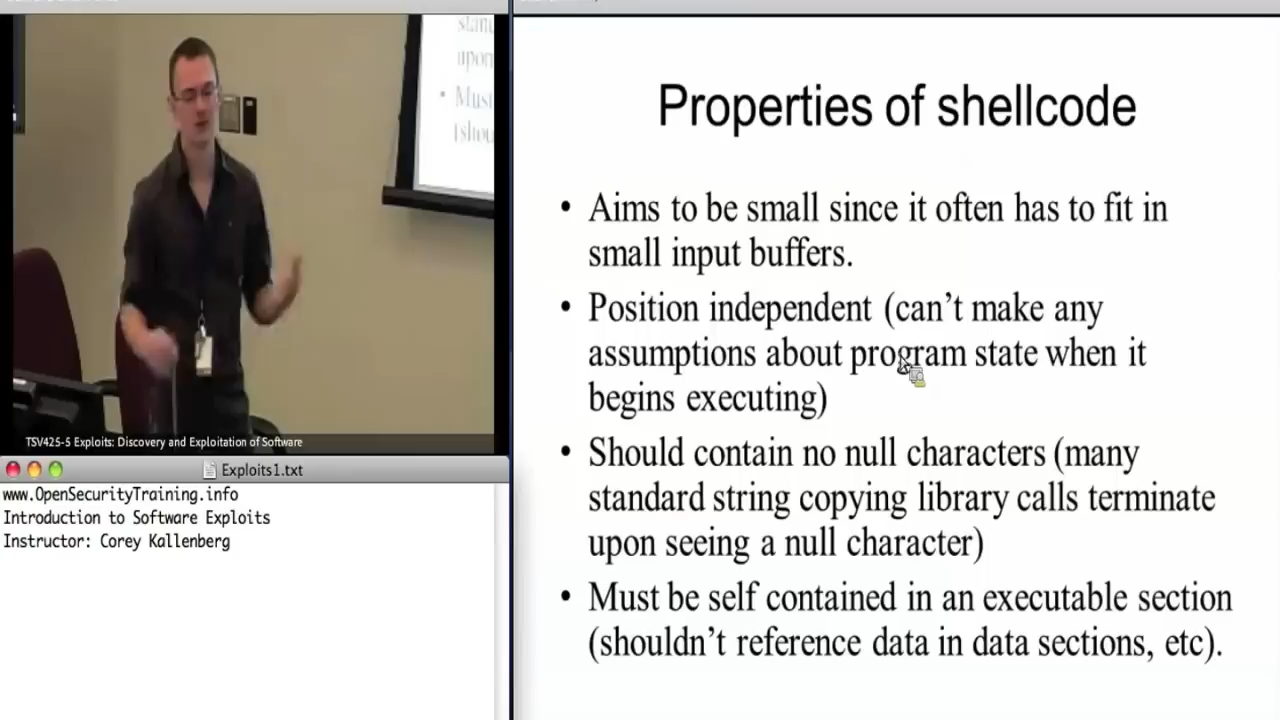 stand
upon
• Must
(shou
TSV425-5 Exploits: Discovery and Exploitation of Software
Exploits1.txt
www.OpenSecurityTraining.info
Introduction to Software Exploits
Instructor: Corey Kallenberg
Properties of shellcode
• Aims to be small since it often has to fit in
small input buffers.
• Position independent (can’t make any
assumptions about program state when it
begins executing)
• Should contain no null characters (many
standard string copying library calls terminate
upon seeing a null character)
• Must be self contained in an executable section
(shouldn’t reference data in data sections, etc).